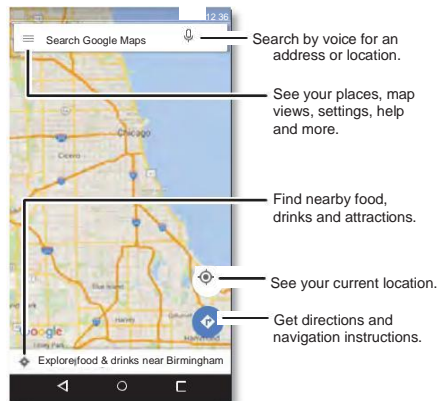 12 36
Search Google Maps
Search by voice for an
address or location.
See your places, map
views, settings, help
and more.
Chicago
Cicero
Find nearby food,
drinks and attractions.
See your current location.
Blue Island
Harvey
Hammond
Google
Get directions and
navigation instructions.
Explore food & drinks near Birmingham